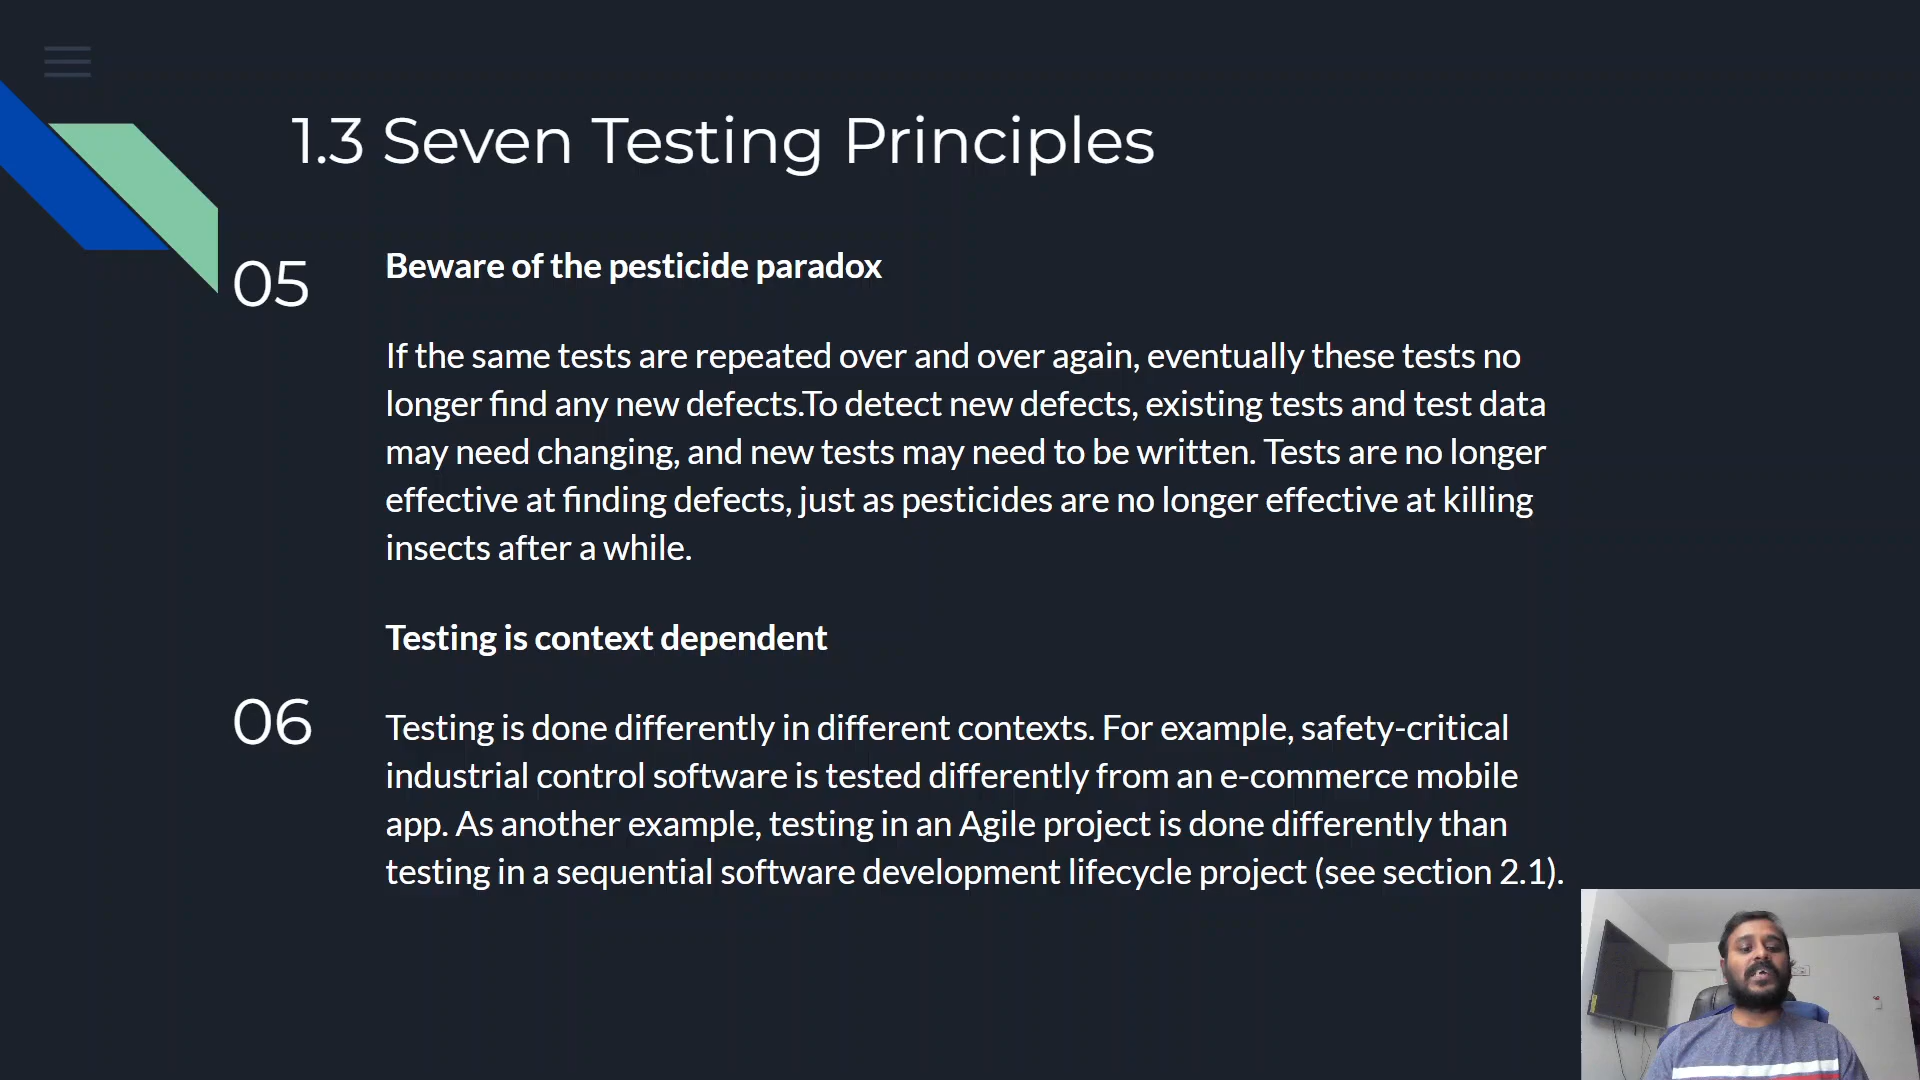 1.3 Seven Testing Principles
05
Beware of the pesticide paradox
If the same tests are repeated over and over again, eventually these tests no
longer find any new defects.To detect new defects, existing tests and test data
may need changing, and new tests may need to be written. Tests are no longer
effective at finding defects, just as pesticides are no longer effective at killing
insects after a while.
Testing is context dependent
06
Testing is done differently in different contexts. For example, safety-critical
industrial control software is tested differently from an e-commerce mobile
app. As another example, testing in an Agile project is done differently than
testing in a sequential software development lifecycle project (see section 2.1).